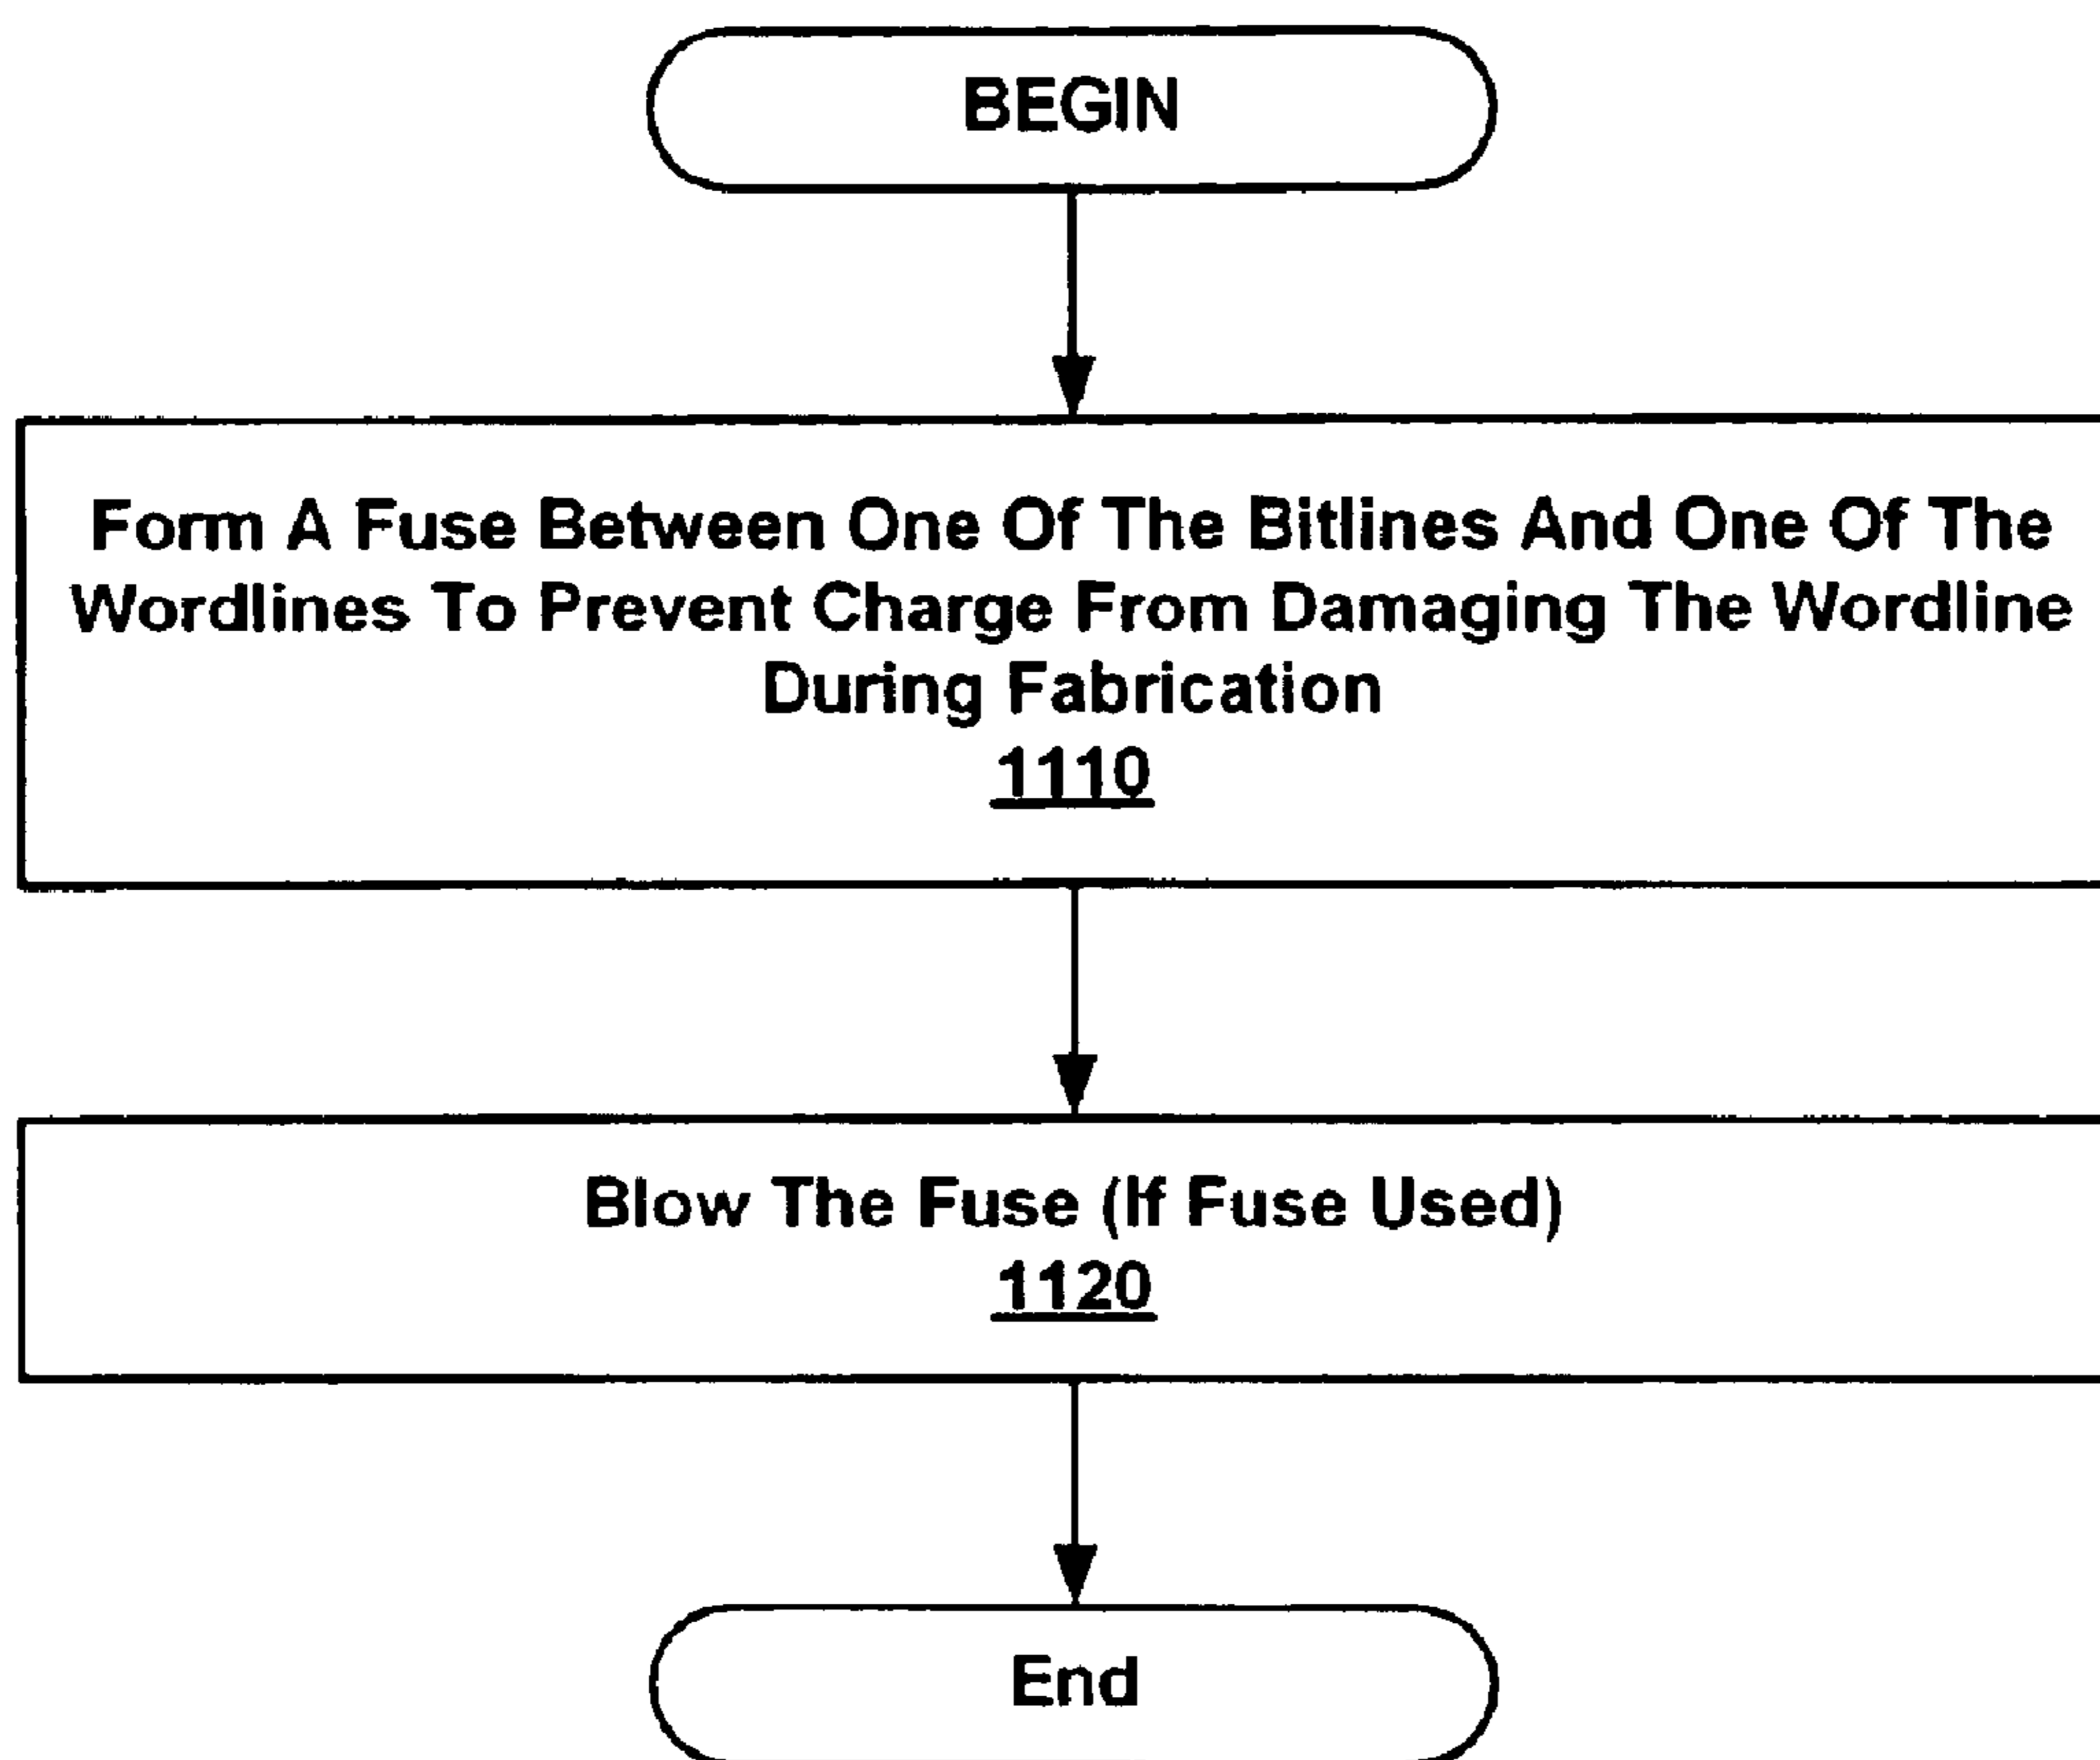 BEGIN
Form A Fuse Between One Of The Bitlines And One Of The
Wordlines To Prevent Charge From Damaging The Wordline
During Fabrication
1110
Blow The Fuse (If Fuse Used)
1120
End